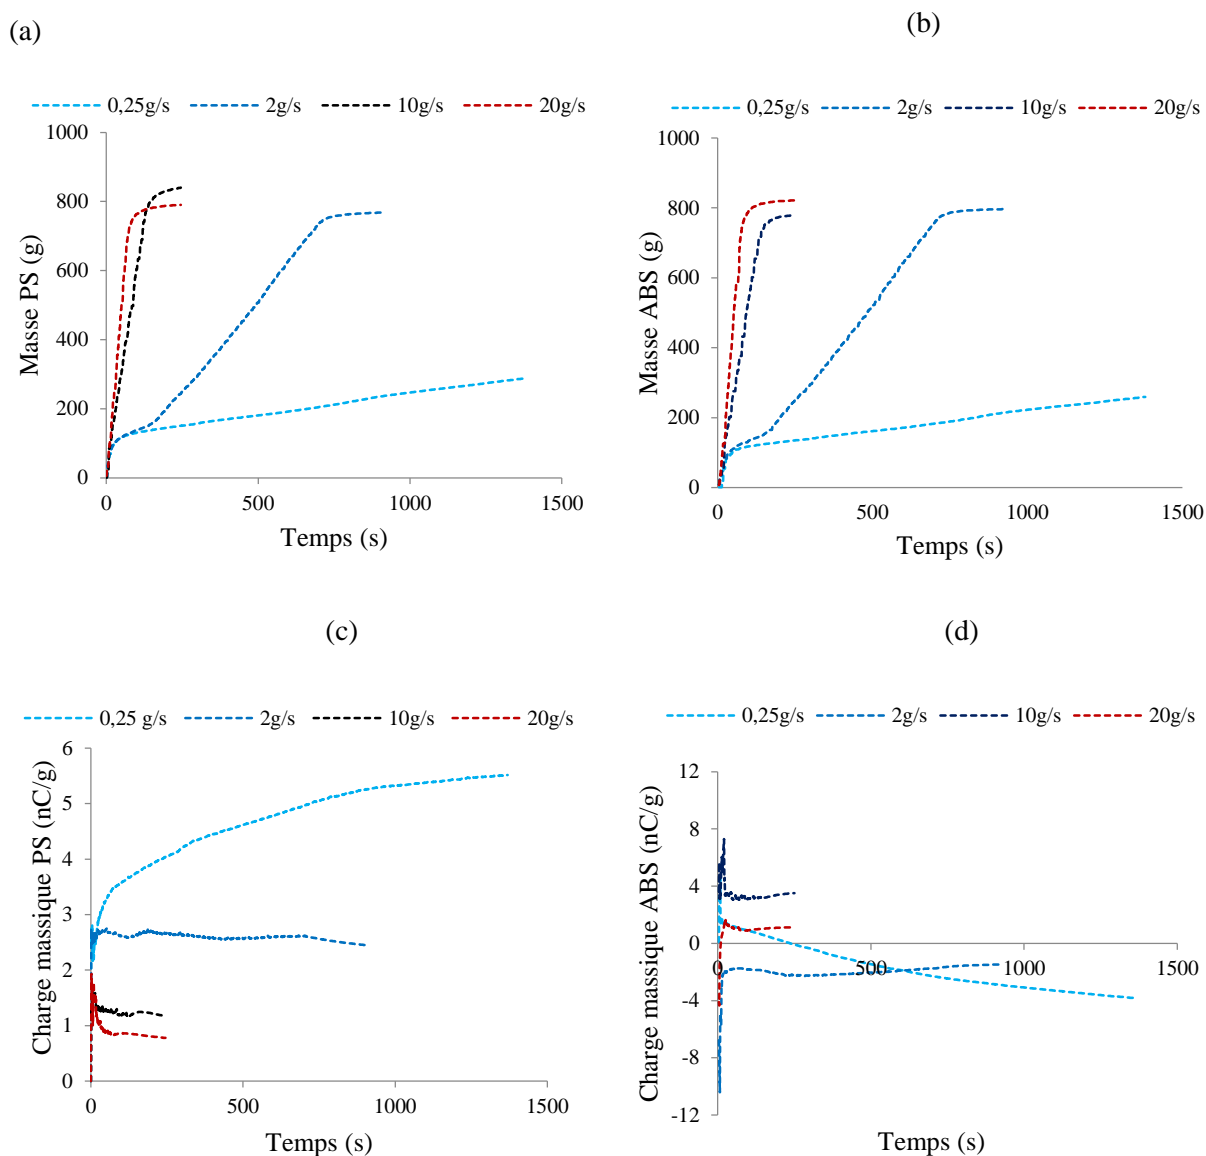 (a)
0,25g/s 2g/s 10g/s 20g/s
1000
800
600
400
200
0
0 500 1000 1500
Masse PS (g)
Temps (s)
(b)
0,25g/s 2g/s 10g/s 20g/s
1000
800
600
400
200
0
0 500 1000 1500
Masse ABS (g)
Temps (s)
(c)
0,25 g/s 2g/s 10g/s 20g/s
6
5
4
3
2
1
0
0 500 1000 1500
Charge massique PS (nC/g)
Temps (s)
(d)
0,25g/s 2g/s 10g/s 20g/s
12
8
4
0
-4
-8
-12
0 500 1000 1500
Charge massique ABS (nC/g)
Temps (s)